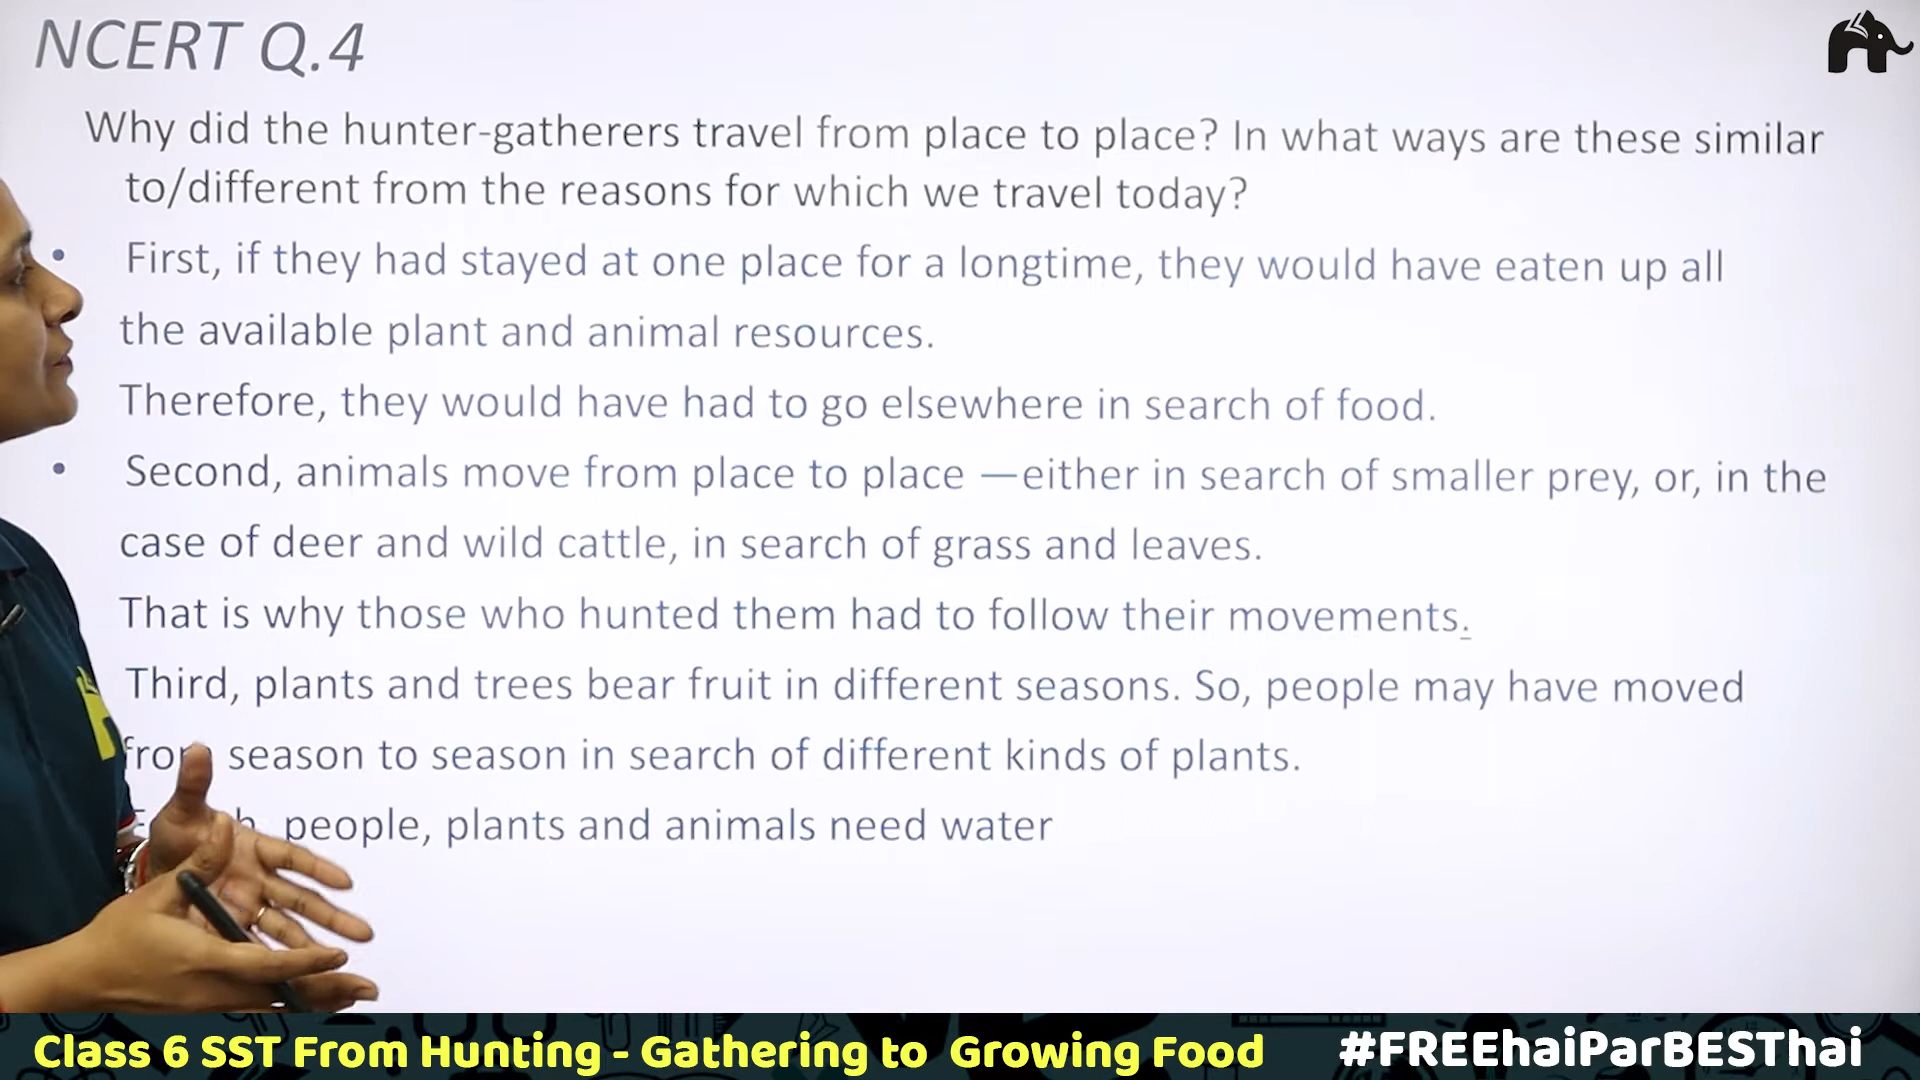 NCERT Q.4
Why did the hunter-gatherers travel from place to place? In what ways are these similar
to/different from the reasons for which we travel today?
• First, if they had stayed at one place for a longtime, they would have eaten up all
the available plant and animal resources.
Therefore, they would have had to go elsewhere in search of food.
• Second, animals move from place to place —either in search of smaller prey, or, in the
case of deer and wild cattle, in search of grass and leaves.
That is why those who hunted them had to follow their movements.
Third, plants and trees bear fruit in different seasons. So, people may have moved
season to season in search of different kinds of plants.
people, plants and animals need water
Class 6 SST From Hunting - Gathering to Growing Food
#FREEhaiParBESThai